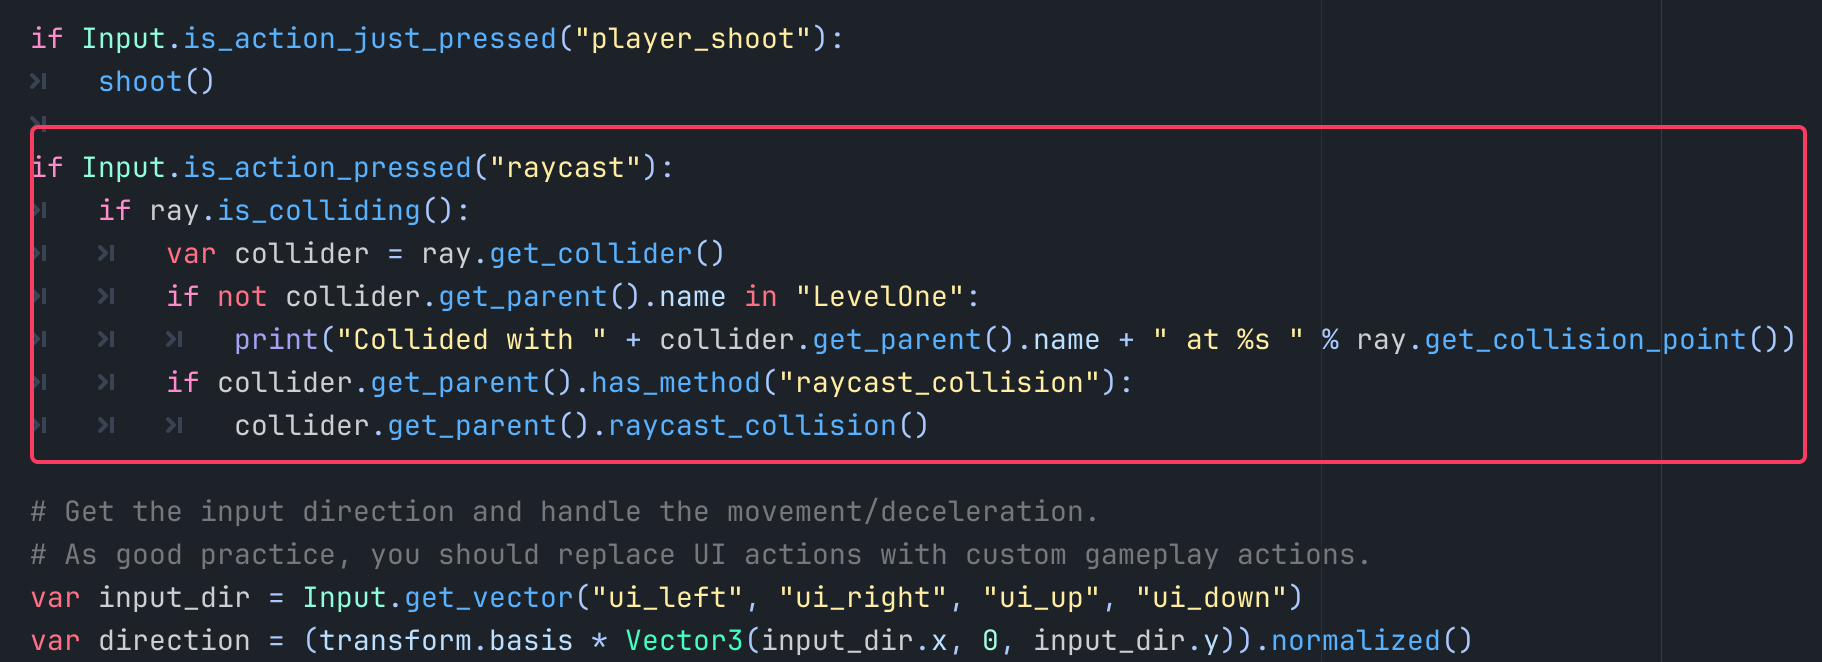 if Input.is_action_just_pressed("player_shoot"):
shoot()
if Input.is_action_pressed("raycast"):
if ray.is_colliding():
var collider = ray.get_collider()
if not collider.get_parent().name in "LevelOne":
print("Collided with " + collider.get_parent().name + " at %s " % ray.get_collision_point())
if collider.get_parent().has_method("raycast_collision"):
collider.get_parent().raycast_collision()
# Get the input direction and handle the movement/deceleration.
# As good practice, you should replace UI actions with custom gameplay actions.
var input_dir = Input.get_vector("ui_left", "ui_right", "ui_up", "ui_down")
var direction = (transform.basis * Vector3(input_dir.x, 0, input_dir.y)).normalized()